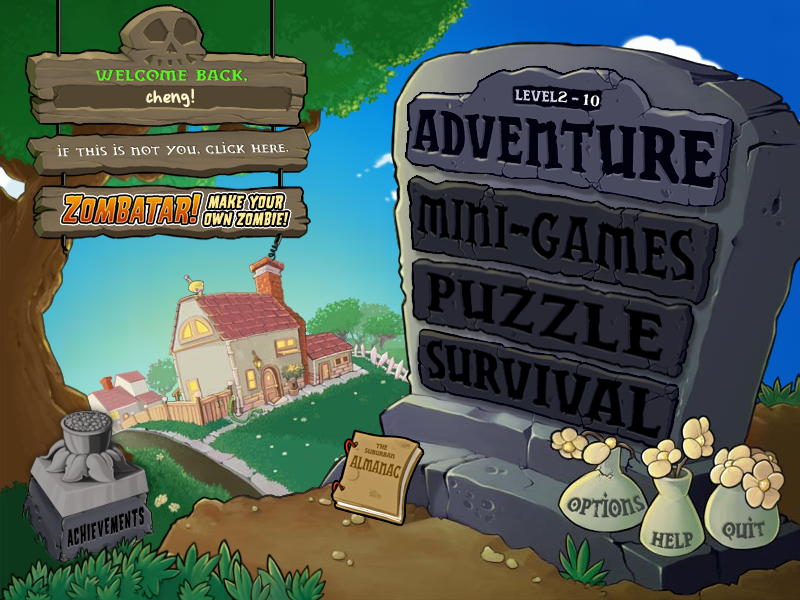 WELCOME BACK,
cheng!
IF THIS IS NOT YOU, CLICK HERE.
ZOMBATAR! MAKE YOUR
OWN ZOMBIE!
LEVEL2 - 10
ADVENTURE
MINI-GAMES
PUZZLE
SURVIVAL
THE
SUBURBAN
ALMANAC
ACHIEVEMENTS
OPTIONS
HELP
QUIT